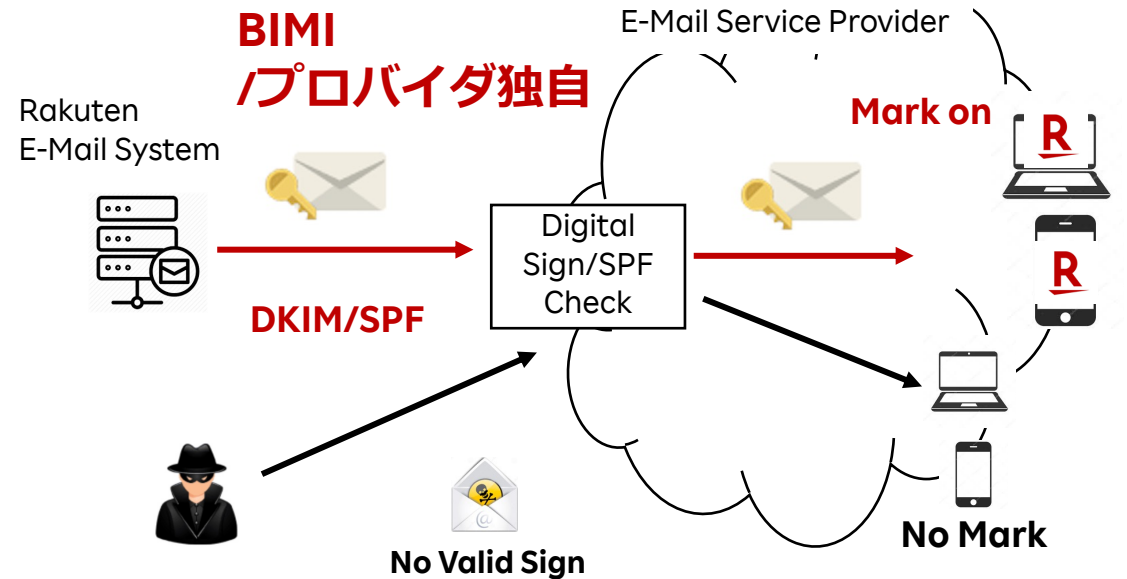 BIMI
/プロバイダ独自
E-Mail Service Provider
Rakuten
E-Mail System
Mark on
R
R
Digital
Sign/SPF
Check
DKIM/SPF
@
No Valid Sign
No Mark